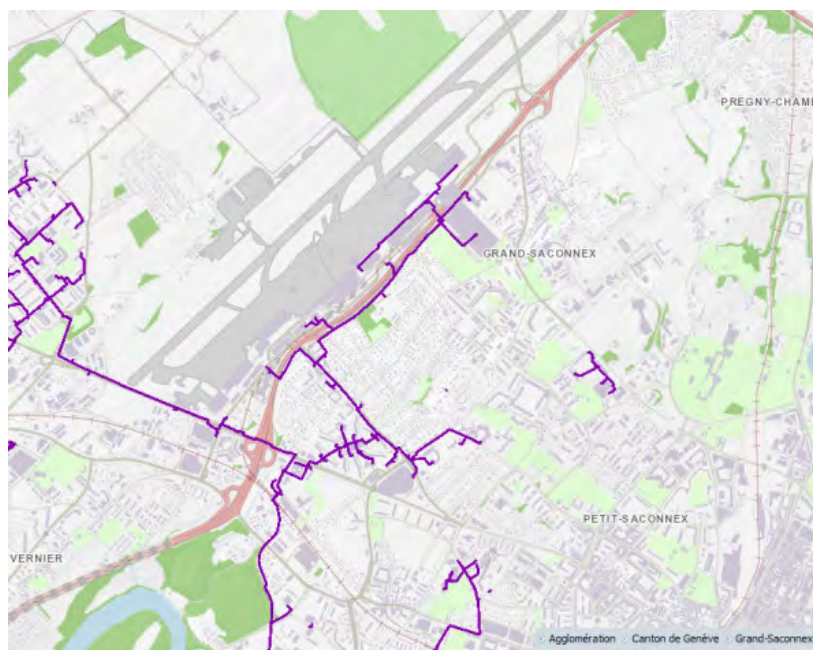 PREGNY-CHAM
GRAND-SACONNEX
PETIT-SACONNEX
VERNIER
Agglomération Canton de Genève Grand-Saconnex